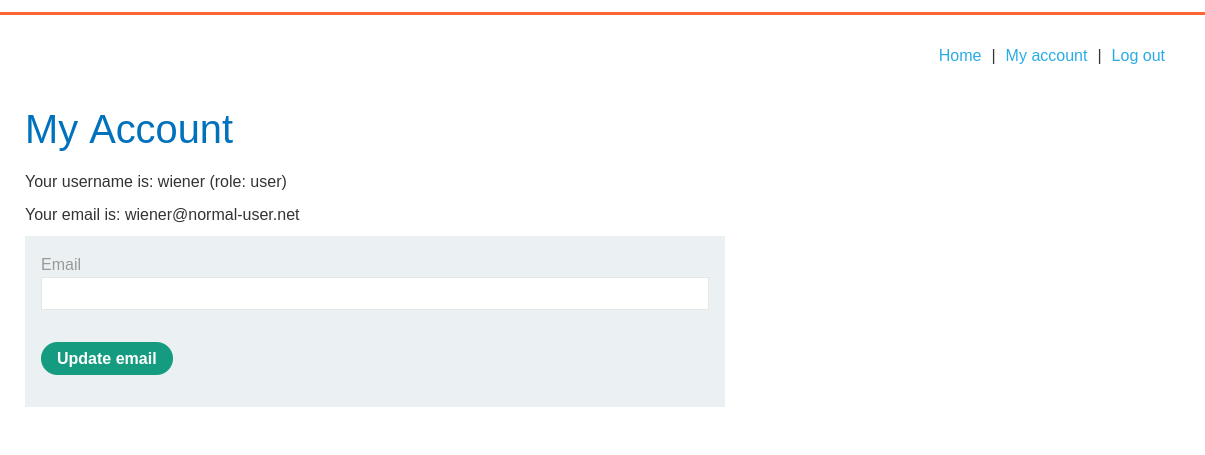 Home | My account | Log out
My Account
Your username is: wiener (role: user)
Your email is: wiener@normal-user.net
Email
Update email